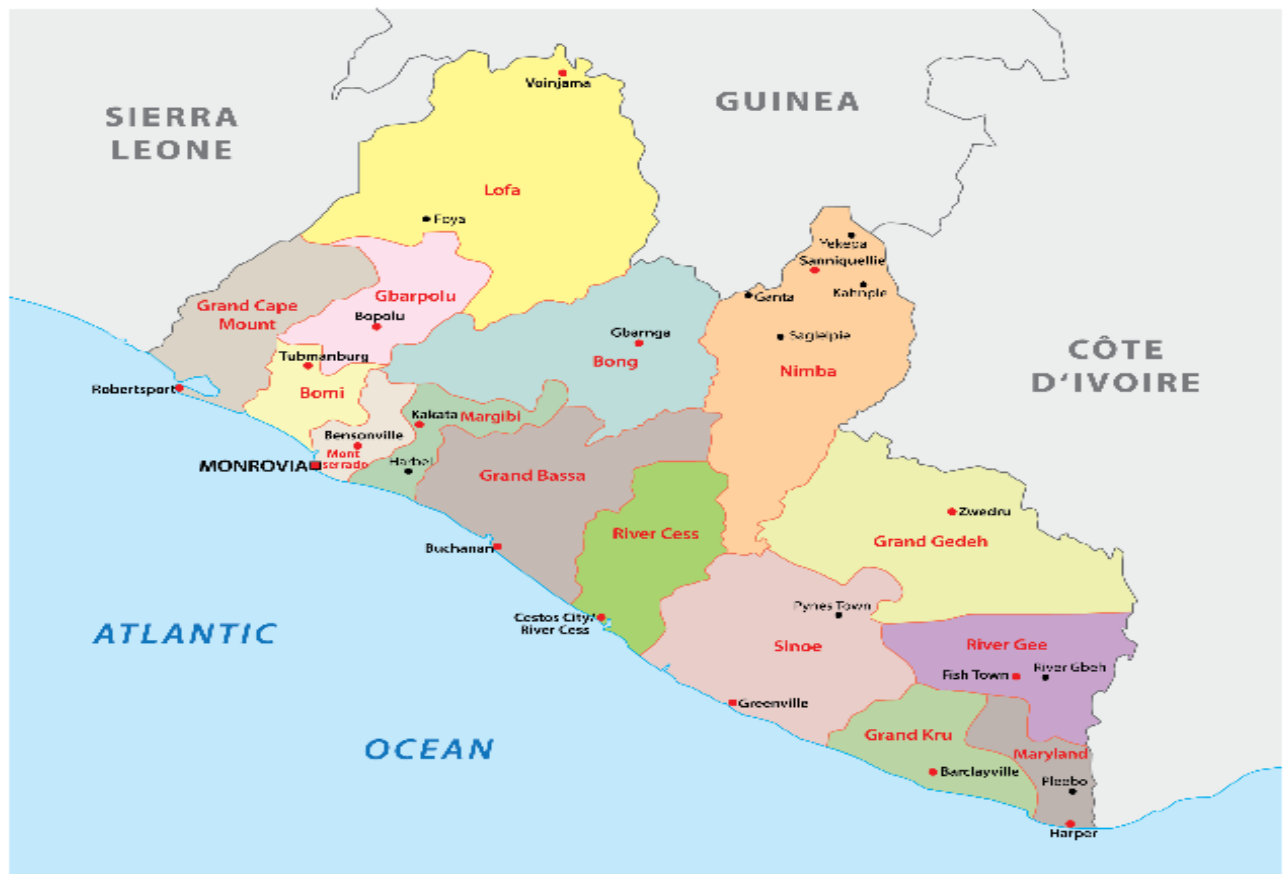 Voinjama
GUINEA
SIERRA
LEONE
Lofa
Foya
Yekepa
Sanniquellie
Kahnple
Ganta
Grand Cape
Mount
Gbarpolu
Bopolu
Gbarnga
Saglelpie
Bong
Nimba
CÔTE
D'IVOIRE
Tubmanburg
Robertsport
Bomi
Kakata
Margibi
Bensonville
Mont
serrado
MONROVIA
Harbel
Grand Bassa
Zwedru
River Cess
Grand Gedeh
Buchanan
Pynes Town
Cestos City/
River Cess
ATLANTIC
Sinoe
River Gee
River Gbeh
Fish Town
Greenville
Grand Kru
OCEAN
Maryland
Barclayville
Pleebo
Harper